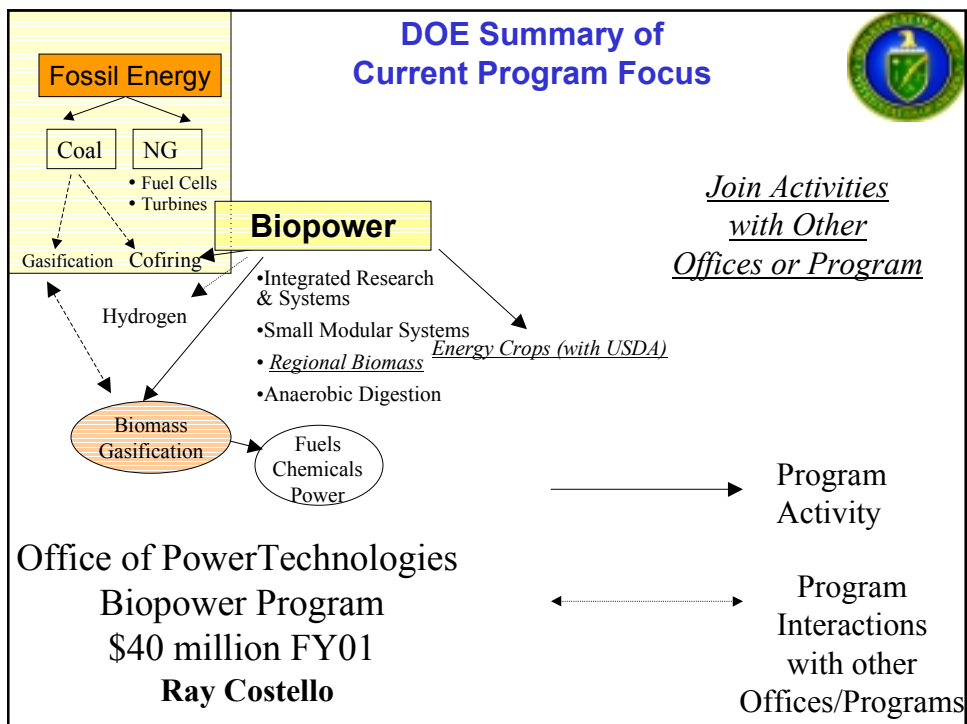 DOE Summary of
Current Program Focus
Fossil Energy
Coal
NG
• Fuel Cells
• Turbines
Join Activities
with Other
Offices or Program
Biopower
Gasification
Cofiring
Hydrogen
•Integrated Research
& Systems
•Small Modular Systems
• Regional Biomass
•Anaerobic Digestion
Energy Crops (with USDA)
Biomass
Gasification
Fuels
Chemicals
Power
Program
Activity
Office of PowerTechnologies
Biopower Program
$40 million FY01
Ray Costello
Program
Interactions
with other
Offices/Programs